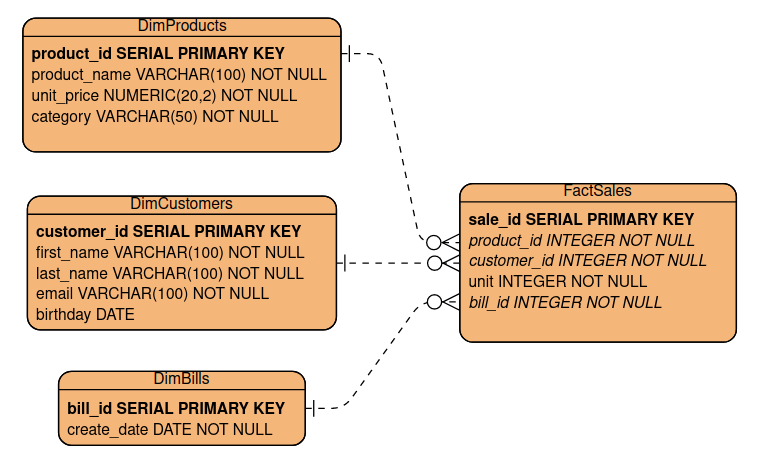 DimProducts
product_id SERIAL PRIMARY KEY
product_name VARCHAR(100) NOT NULL
unit_price NUMERIC(20,2) NOT NULL
category VARCHAR(50) NOT NULL
DimCustomers
customer_id SERIAL PRIMARY KEY
first_name VARCHAR(100) NOT NULL
last_name VARCHAR(100) NOT NULL
email VARCHAR(100) NOT NULL
birthday DATE
DimBills
bill_id SERIAL PRIMARY KEY
create_date DATE NOT NULL
FactSales
sale_id SERIAL PRIMARY KEY
product_id INTEGER NOT NULL
customer_id INTEGER NOT NULL
unit INTEGER NOT NULL
bill_id INTEGER NOT NULL